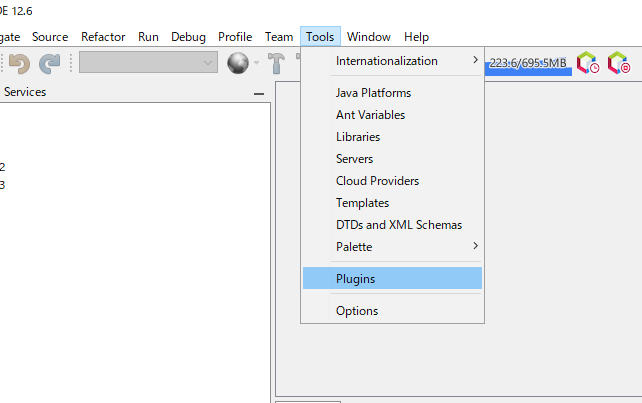 DE 12.6
gate Source Refactor Run Debug Profile Team Tools Window Help
223.6/695.5MB
Services
2
3
Internationalization
Java Platforms
Ant Variables
Libraries
Servers
Cloud Providers
Templates
DTDs and XML Schemas
Palette
Plugins
Options